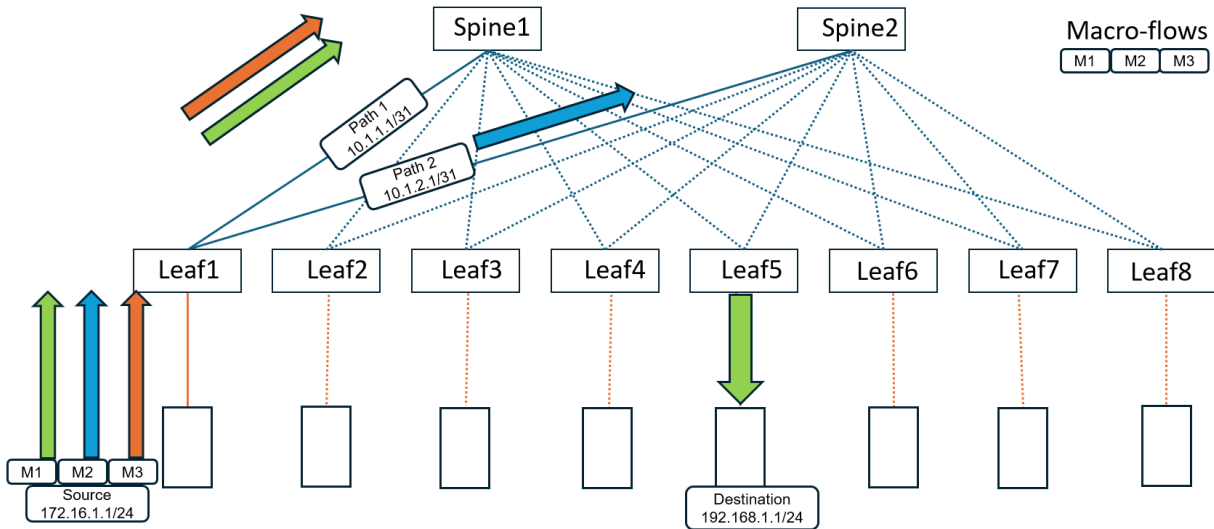 Spine1
Spine2
Macro-flows
M1
M2
M3
Path 1
10.1.1.1/31
Path 2
10.1.2.1/31
Leaf1
Leaf2
Leaf3
Leaf4
Leaf5
Leaf6
Leaf7
Leaf8
M1
M2
M3
Source
172.16.1.1/24
Destination
192.168.1.1/24